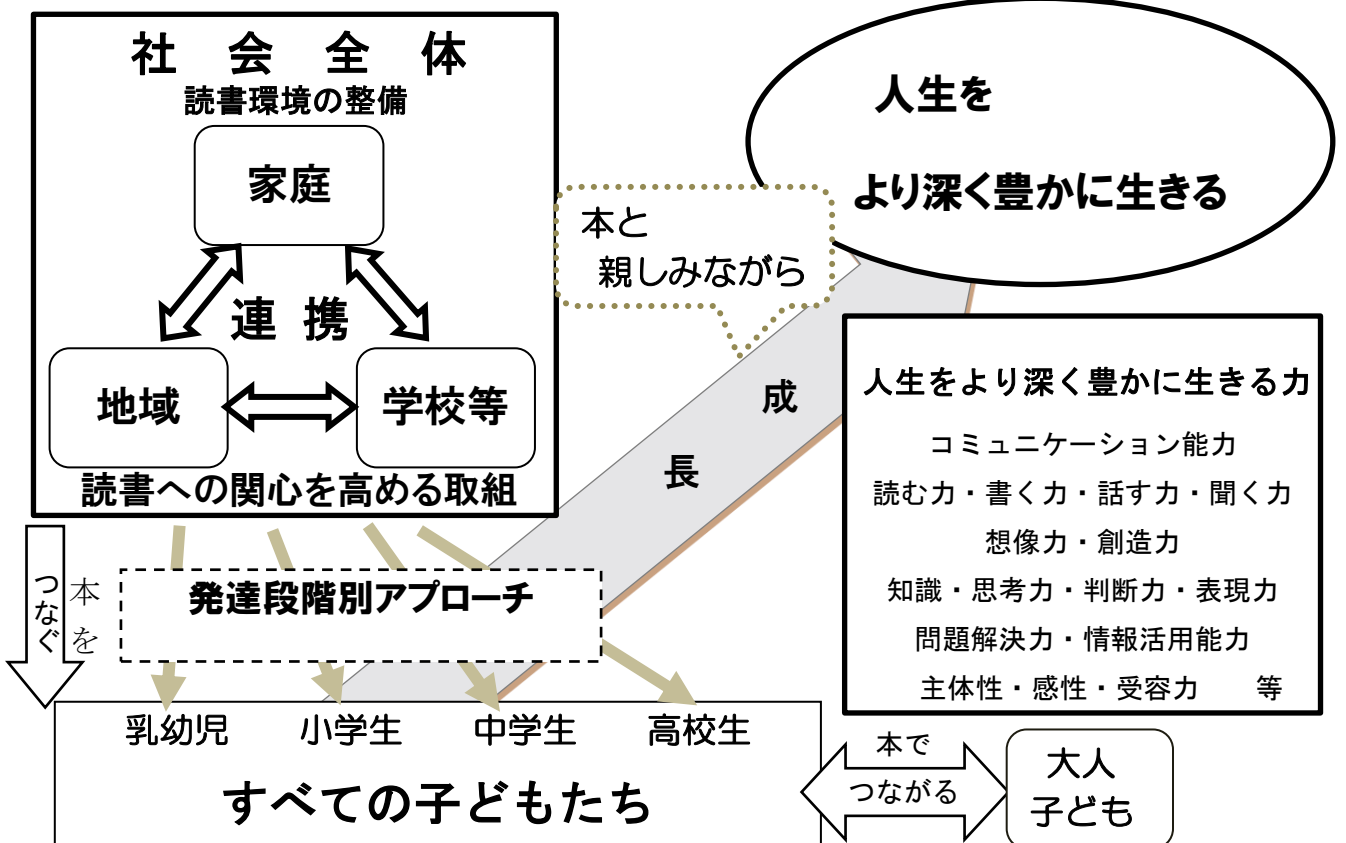 社 会 全 体
読書環境の整備
家庭
連 携
地域
学校等
読書への関心を高める取組
人生を
より深く豊かに生きる
本と
親しみながら
成
長
人生をより深く豊かに生きる力
コミュニケーション能力
読む力・書く力・話す力・聞く力
想像力・創造力
知識・思考力・判断力・表現力
問題解決力・情報活用能力
主体性・感性・受容力　等
本を
つなぐ
発達段階別アプローチ
乳幼児 小学生 中学生 高校生
すべての子どもたち
本で
つながる
大人
子ども